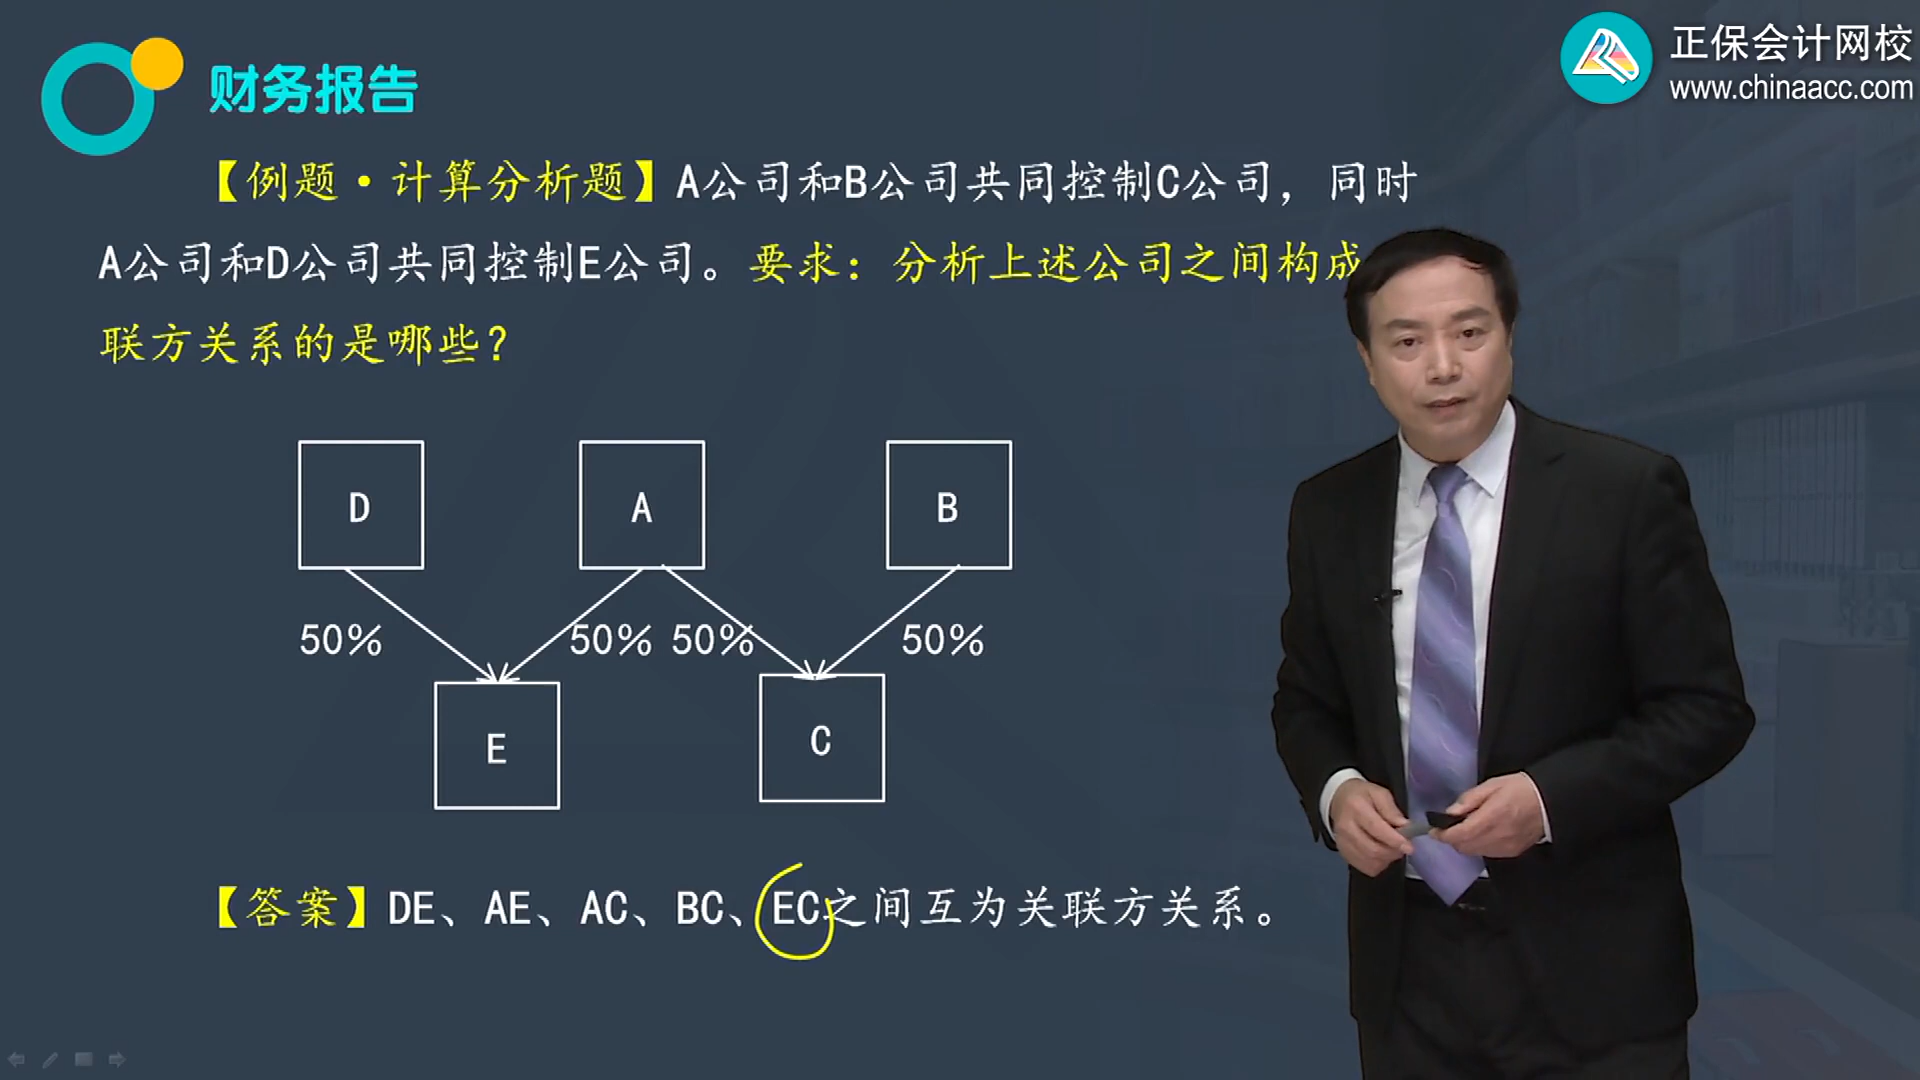 正保会计网校
www.chinaacc.com
财务报告
【例题·计算分析题】A公司和B公司共同控制C公司，同时
A公司和D公司共同控制E公司。要求：分析上述公司之间构成
联方关系的是哪些？
D
A
B
50%
50%
50%
50%
E
C
【答案】DE、AE、AC、BC、EC之间互为关联方关系。